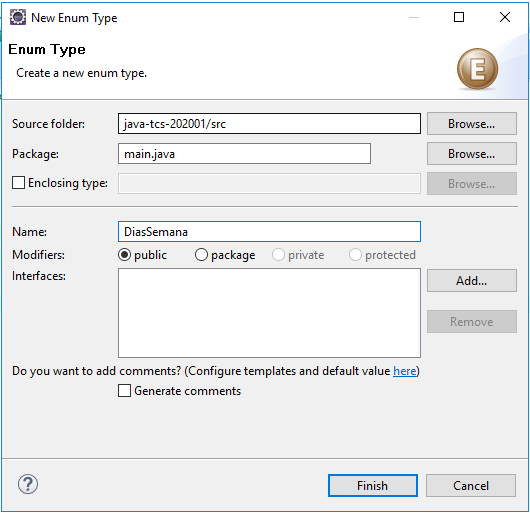 New Enum Type
Enum Type
Create a new enum type.
E
Source folder: java-tcs-202001/src Browse...
Package: main.java Browse...
Enclosing type: Browse...
Name: DiasSemana
Modifiers: public package private protected
Interfaces: Add...
Remove
Do you want to add comments? (Configure templates and default value here)
Generate comments
? Finish Cancel